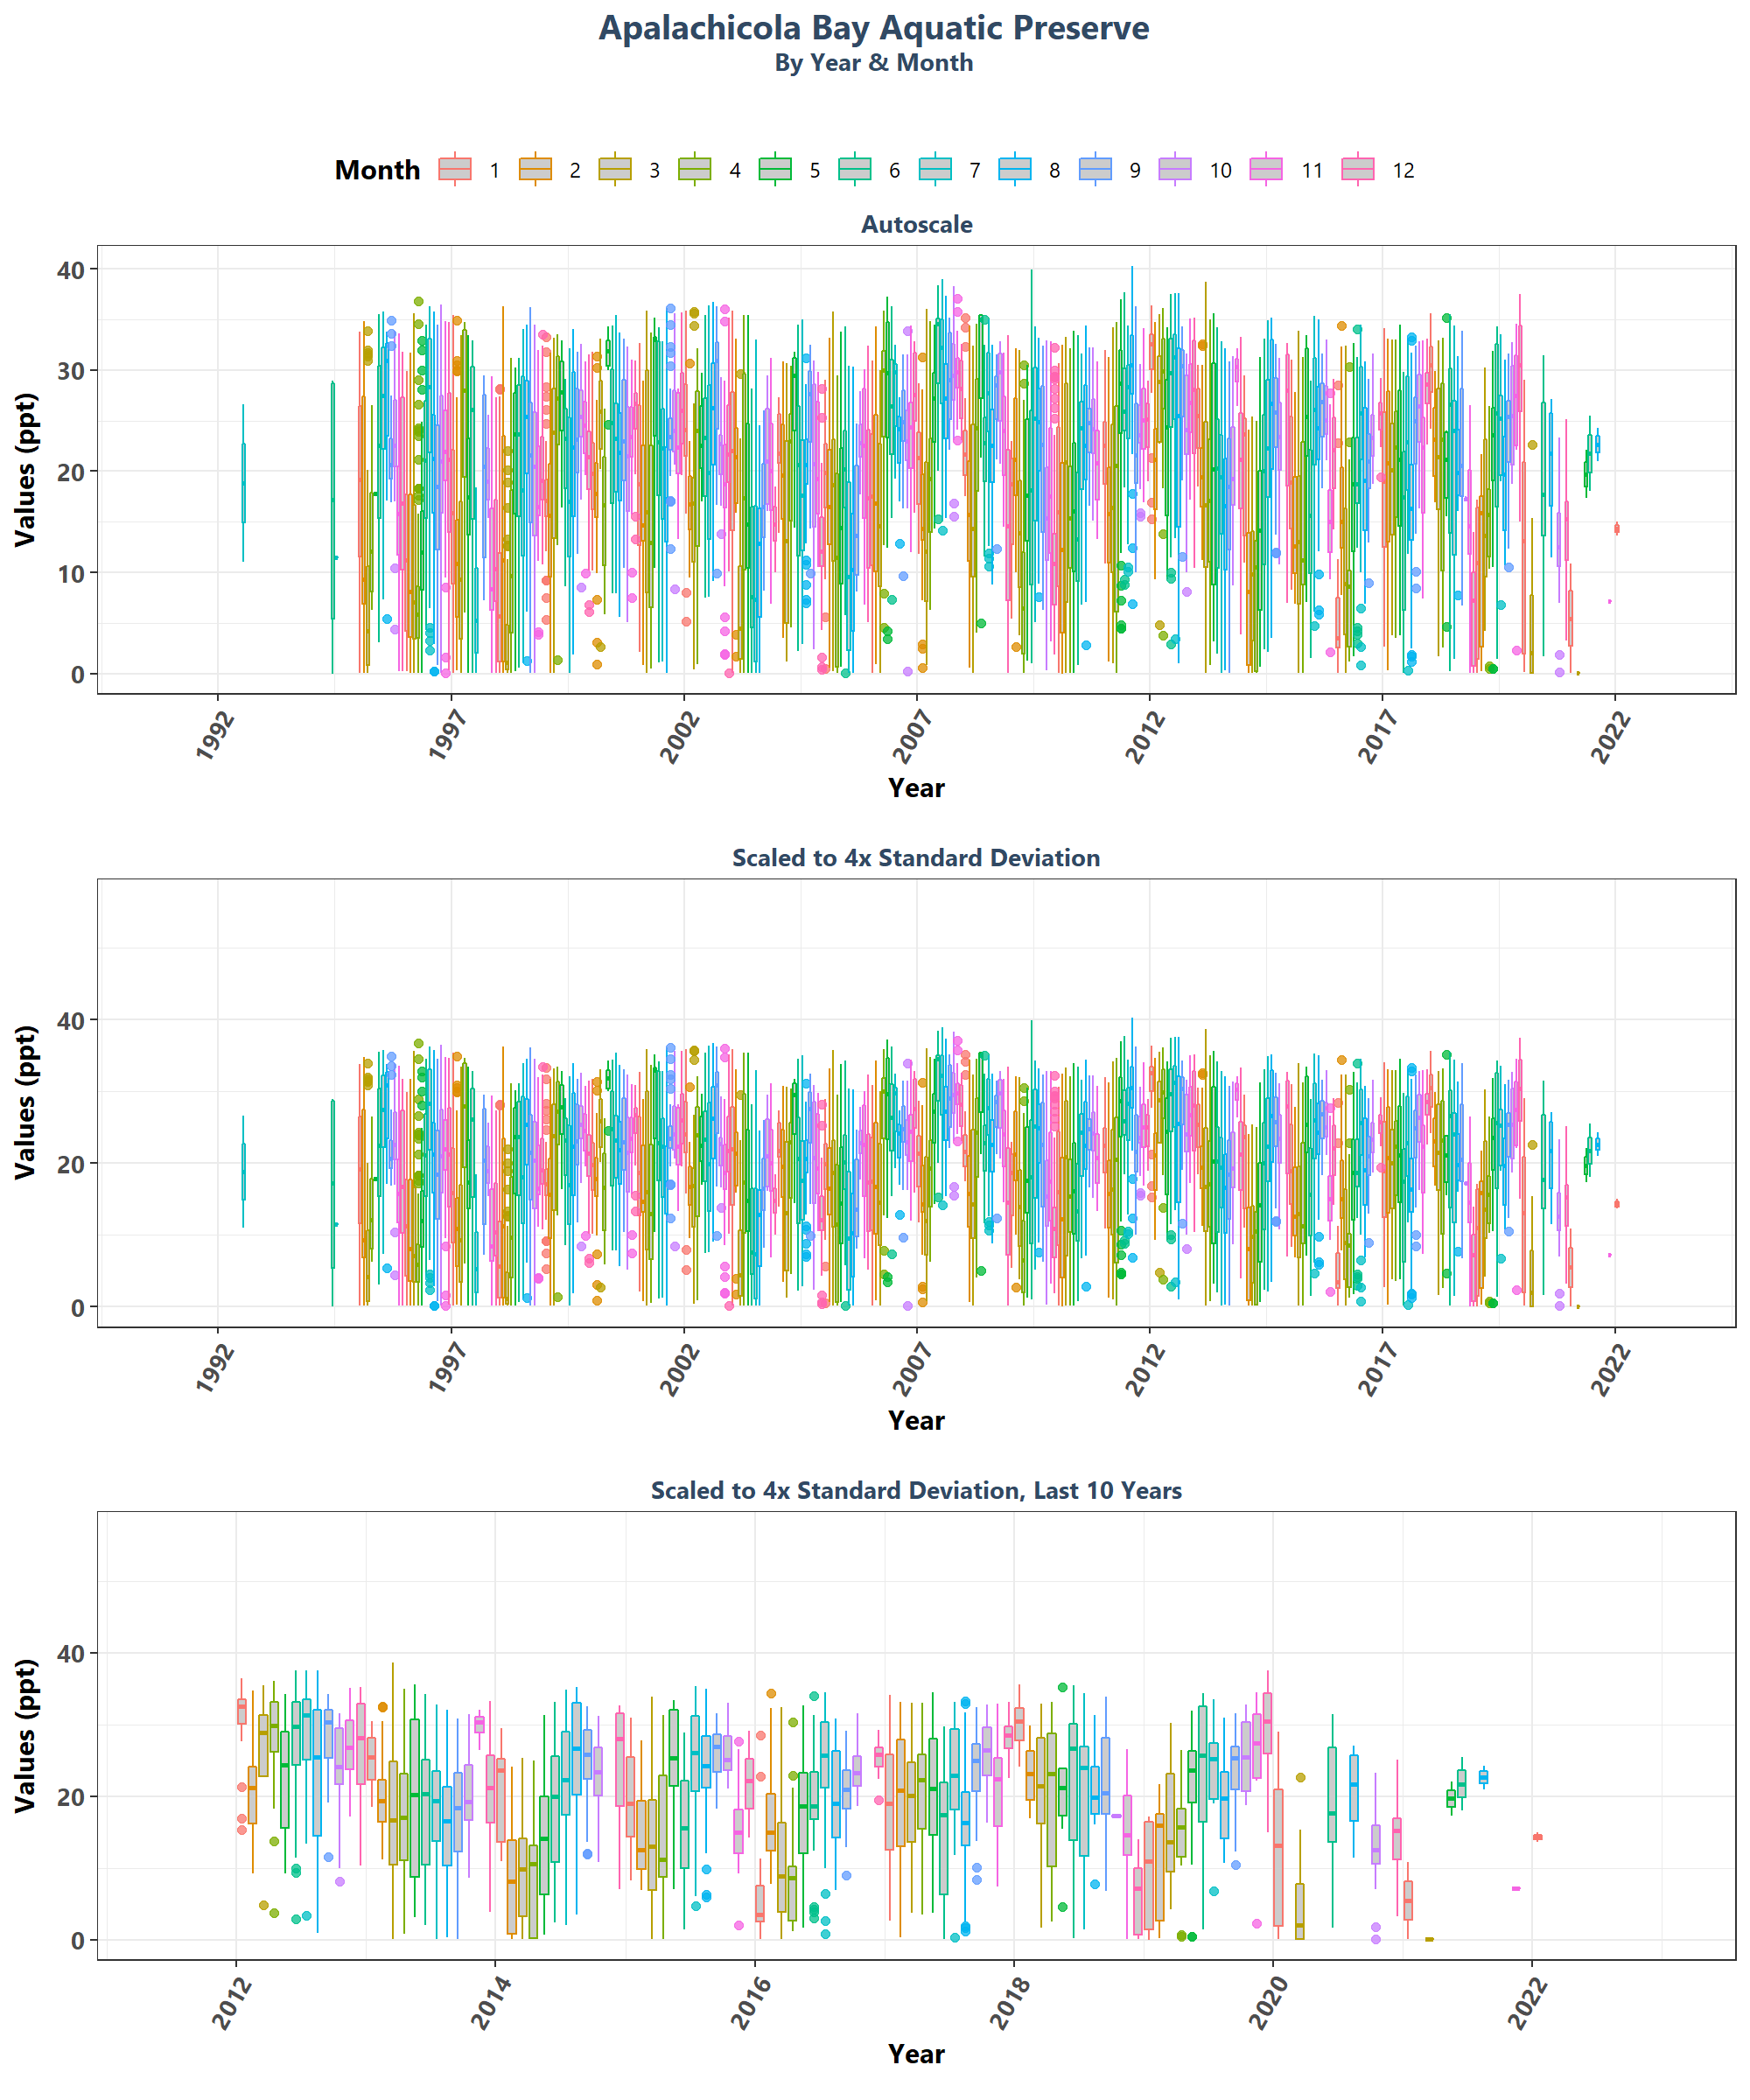 Apalachicola Bay Aquatic Preserve
By Year & Month
Month 1 2 3 4 5 6 7 8 9 10 11 12
Autoscale
Values (ppt)
40
30
20
10
0
1992 1997 2002 2007 2012 2017 2022
Year
Scaled to 4x Standard Deviation
Values (ppt)
40
20
0
1992 1997 2002 2007 2012 2017 2022
Year
Scaled to 4x Standard Deviation, Last 10 Years
Values (ppt)
40
20
0
2012 2014 2016 2018 2020 2022
Year